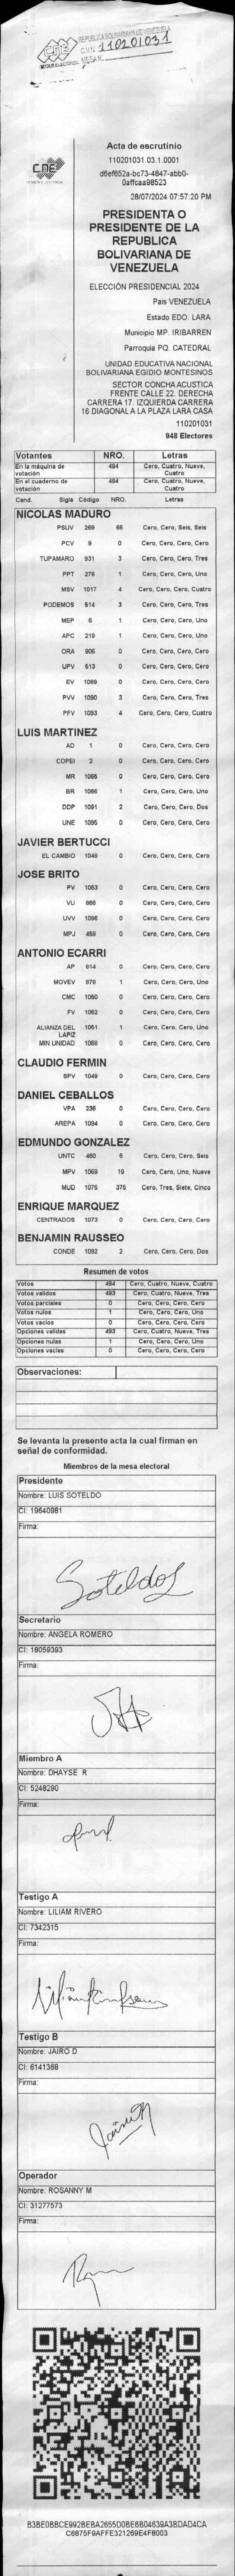 REPUBLICA BOLIVARIANA DE VENEZUELA
CVN 110201031
CNE
Acta de escrutinio
110201031.03.1.0001
d6ef652a-bc73-4847-abb0-
0affcaa98523
28/07/2024 07:57:20 PM
PRESIDENTA O
PRESIDENTE DE LA
REPUBLICA
BOLIVARIANA DE
VENEZUELA
ELECCIÓN PRESIDENCIAL 2024
Pais VENEZUELA
Estado EDO. LARA
Municipio MP. IRIBARREN
Parroquia PQ. CATEDRAL
UNIDAD EDUCATIVA NACIONAL
BOLIVARIANA EGIDIO MONTESINOS
SECTOR CONCHA ACUSTICA
FRENTE CALLE 22. DERECHA
CARRERA 17. IZQUIERDA CARRERA
16 DIAGONAL A LA PLAZA LARA CASA
110201031
948 Electores
Votantes NRO. Letras
En la máquina de votación 494 Cero, Cuatro, Nueve, Cuatro
En el cuaderno de votación 494 Cero, Cuatro, Nueve, Cuatro
Cand. Sigla Código NRO. Letras
NICOLAS MADURO
PSUV 269 66 Cero, Cero, Seis, Seis
PCV 9 0 Cero, Cero, Cero, Cero
TUPAMARO 931 3 Cero, Cero, Cero, Tres
PPT 276 1 Cero, Cero, Cero, Uno
MSV 1017 4 Cero, Cero, Cero, Cuatro
PODEMOS 514 3 Cero, Cero, Cero, Tres
MEP 6 1 Cero, Cero, Cero, Uno
APC 219 1 Cero, Cero, Cero, Uno
ORA 906 0 Cero, Cero, Cero, Cero
UPV 513 0 Cero, Cero, Cero, Cero
EV 1089 0 Cero, Cero, Cero, Cero
PVV 1090 3 Cero, Cero, Cero, Tres
PFV 1093 4 Cero, Cero, Cero, Cuatro
LUIS MARTINEZ
AD 1 0 Cero, Cero, Cero, Cero
COPEI 2 0 Cero, Cero, Cero, Cero
MR 1065 0 Cero, Cero, Cero, Cero
BR 1066 1 Cero, Cero, Cero, Uno
DDP 1091 2 Cero, Cero, Cero, Dos
UNE 1095 0 Cero, Cero, Cero, Cero
JAVIER BERTUCCI
EL CAMBIO 1048 0 Cero, Cero, Cero, Cero
JOSE BRITO
PV 1053 0 Cero, Cero, Cero, Cero
VU 868 0 Cero, Cero, Cero, Cero
UVV 1096 0 Cero, Cero, Cero, Cero
MPJ 459 0 Cero, Cero, Cero, Cero
ANTONIO ECARRI
AP 814 0 Cero, Cero, Cero, Cero
MOVEV 878 1 Cero, Cero, Cero, Uno
CMC 1050 0 Cero, Cero, Cero, Cero
FV 1062 0 Cero, Cero, Cero, Cero
ALIANZA DEL LAPIZ 1051 1 Cero, Cero, Cero, Uno
MIN UNIDAD 1068 0 Cero, Cero, Cero, Cero
CLAUDIO FERMIN
SPV 1049 0 Cero, Cero, Cero, Cero
DANIEL CEBALLOS
VPA 236 0 Cero, Cero, Cero, Cero
AREPA 1094 0 Cero, Cero, Cero, Cero
EDMUNDO GONZALEZ
UNTC 460 6 Cero, Cero, Cero, Seis
MPV 1069 19 Cero, Cero, Uno, Nueve
MUD 1075 375 Cero, Tres, Siete, Cinco
ENRIQUE MARQUEZ
CENTRADOS 1073 0 Cero, Cero, Cero, Cero
BENJAMIN RAUSSEO
CONDE 1092 2 Cero, Cero, Cero, Dos
Resumen de votos
Votos 494 Cero, Cuatro, Nueve, Cuatro
Votos validos 493 Cero, Cuatro, Nueve, Tres
Votos parciales 0 Cero, Cero, Cero, Cero
Votos nulos 1 Cero, Cero, Cero, Uno
Votos vacios 0 Cero, Cero, Cero, Cero
Opciones validas 493 Cero, Cuatro, Nueve, Tres
Opciones nulas 1 Cero, Cero, Cero, Uno
Opciones vacias 0 Cero, Cero, Cero, Cero
Observaciones:
Se levanta la presente acta la cual firman en
señal de conformidad.
Miembros de la mesa electoral
Presidente
Nombre: LUIS SOTELDO
CI: 19640981
Firma:
Soteldo
Secretario
Nombre: ANGELA ROMERO
CI: 18059393
Firma:
Miembro A
Nombre: DHAYSE R
CI: 5248290
Firma:
Testigo A
Nombre: LILIAM RIVERO
CI: 7342315
Firma:
Testigo B
Nombre: JAIRO D
CI: 6141368
Firma:
Operador
Nombre: ROSANNY M
CI: 31277573
Firma:
B3BE0BBCE992BEBA2655D0BE6B04639A3BDAD4CA
C6875F9AFFE321269E4F8003